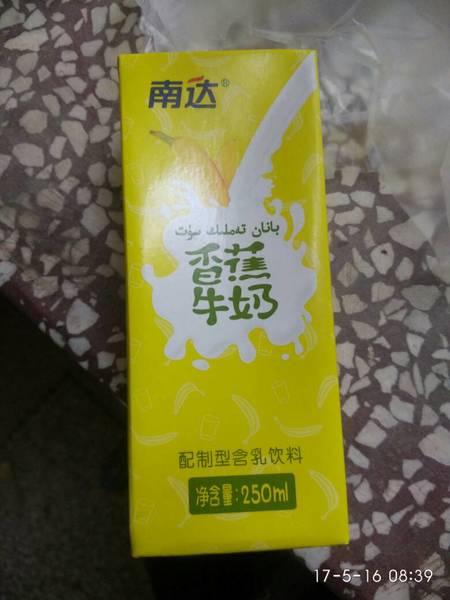 南达®
بانان تەملىك سۈت
香蕉
牛奶
配制型含乳饮料
净含量:250ml
17-5-16 08:39